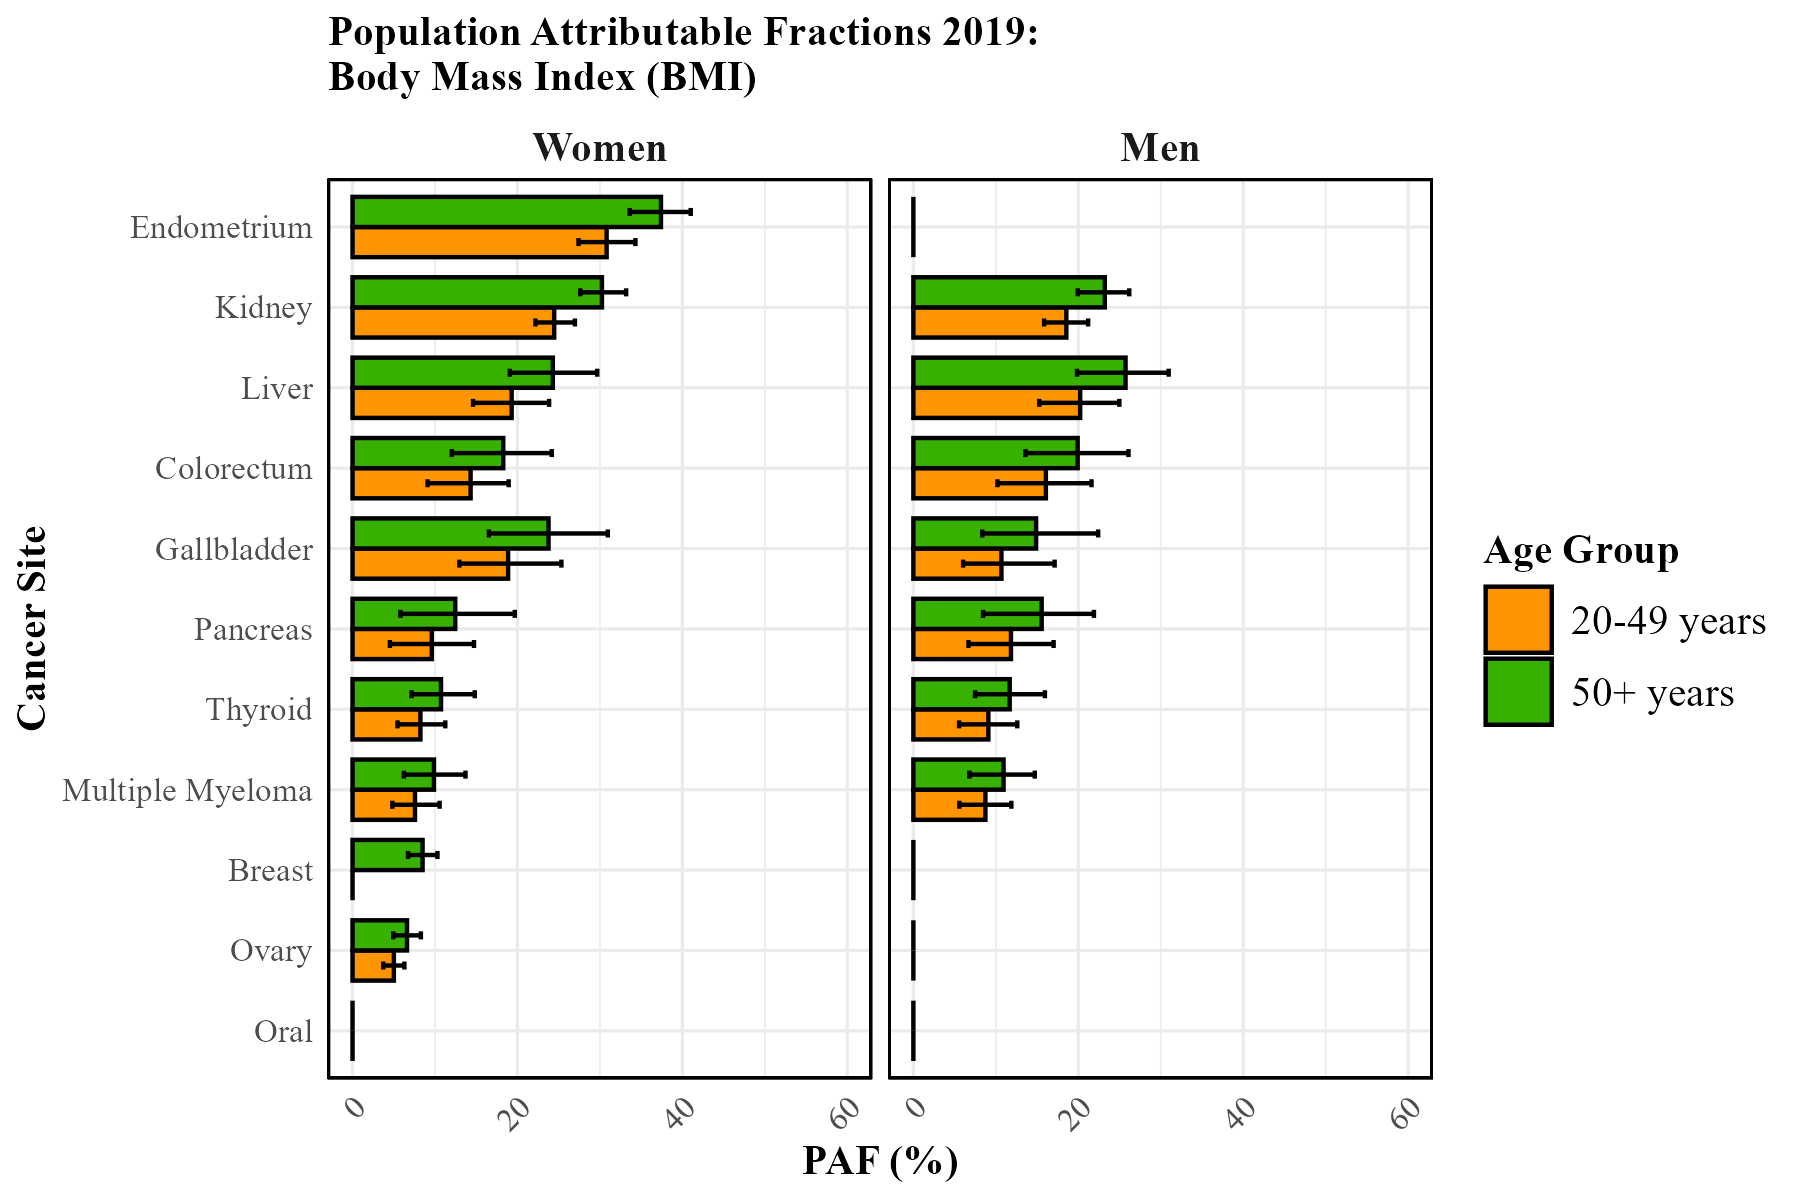 Population Attributable Fractions 2019:
Body Mass Index (BMI)
Women
Men
Cancer Site
Endometrium
Kidney
Liver
Colorectum
Gallbladder
Pancreas
Thyroid
Multiple Myeloma
Breast
Ovary
Oral
0
20
40
60
0
20
40
60
PAF (%)
Age Group
20-49 years
50+ years